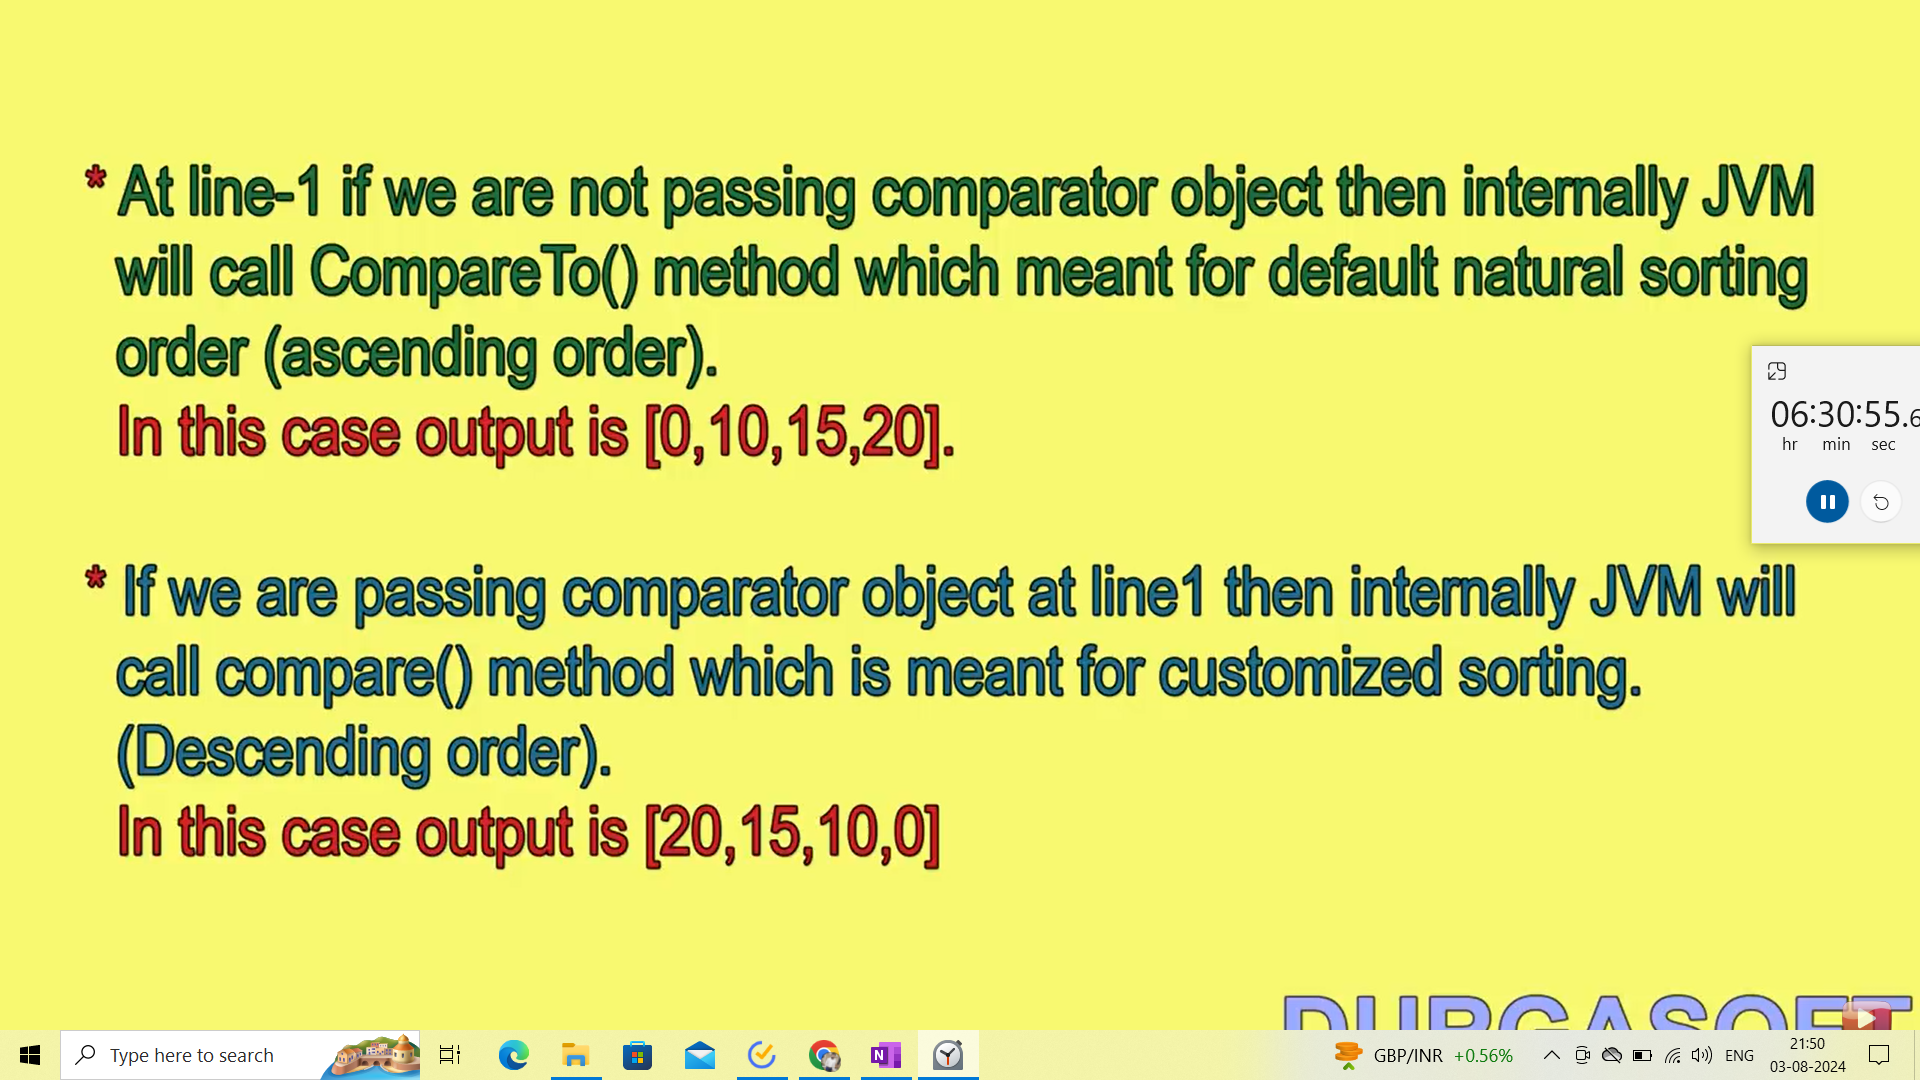 * At line-1 if we are not passing comparator object then internally JVM
will call CompareTo() method which meant for default natural sorting
order (ascending order).
In this case output is [0,10,15,20].
06:30:55.6
hr min sec
* If we are passing comparator object at line1 then internally JVM will
call compare() method which is meant for customized sorting.
(Descending order).
In this case output is [20,15,10,0]
DURGASOFT
Type here to search
N
GBP/INR +0.56%
ENG
21:50
03-08-2024